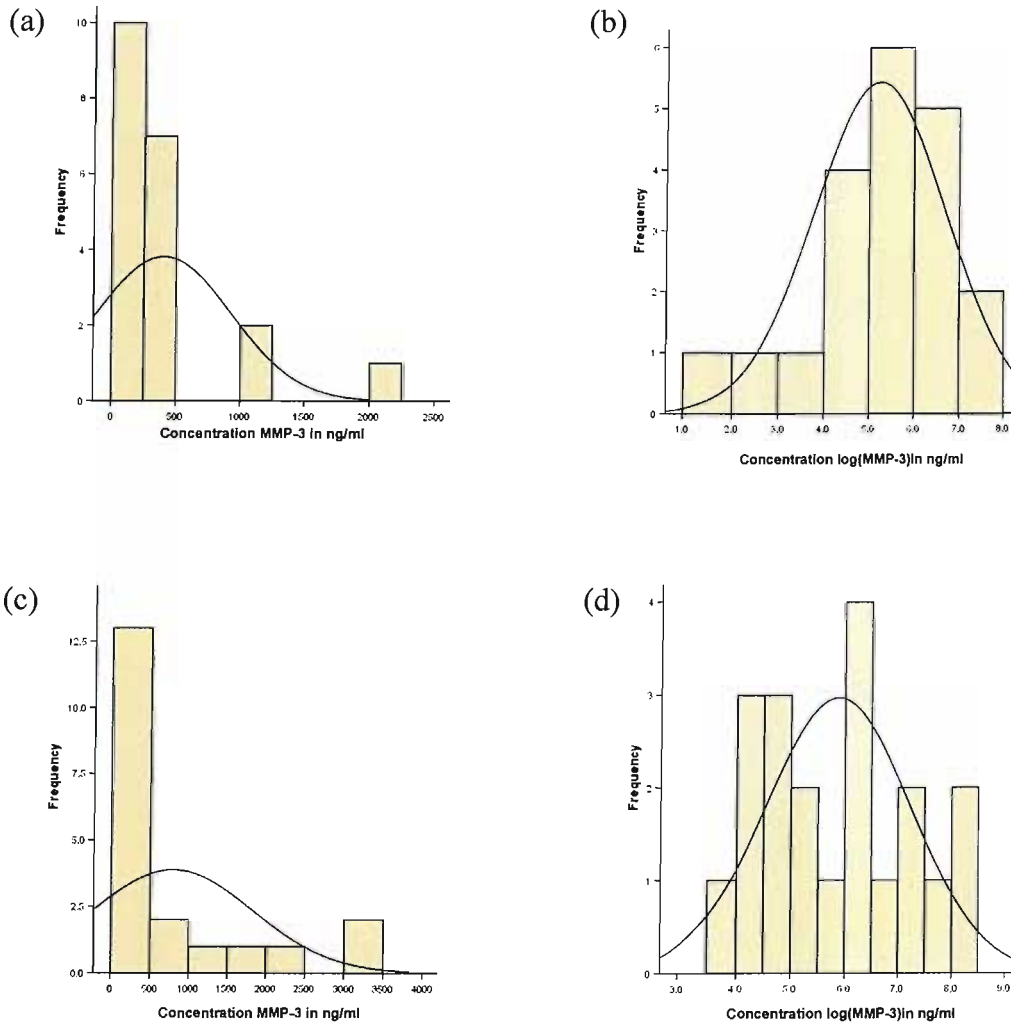 (a)
10
8
6
4
2
0
Frequency
0 500 1000 1500 2000 2500
Concentration MMP-3 in ng/ml
(b)
6
5
4
3
2
1
0
Frequency
1.0 2.0 3.0 4.0 5.0 6.0 7.0 8.0
Concentration log(MMP-3)in ng/ml
(c)
12.5
10.0
7.5
5.0
2.5
0.0
Frequency
0 500 1000 1500 2000 2500 3000 3500 4000
Concentration MMP-3 in ng/ml
(d)
4
3
2
1
0
Frequency
3.0 4.0 5.0 6.0 7.0 8.0 9.0
Concentration log(MMP-3)in ng/ml